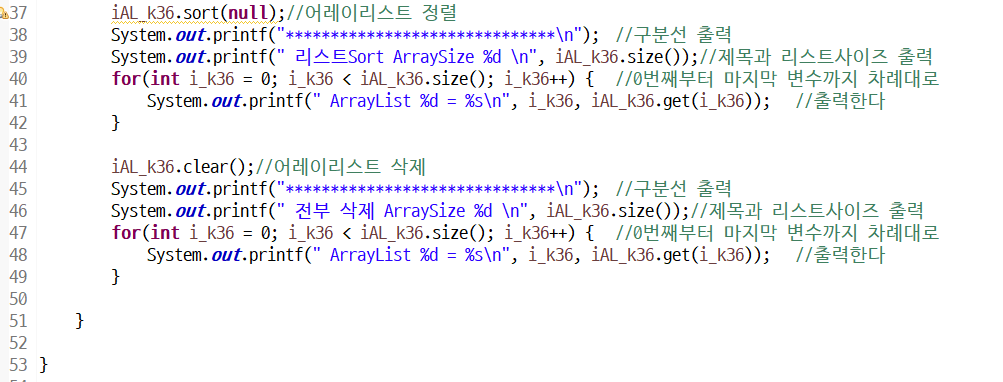 37 iAL_k36.sort(null);//어레이리스트 정렬
38 System.out.printf("******************************\n");  //구분선 출력
39 System.out.printf(" 리스트Sort ArraySize %d \n", iAL_k36.size());//제목과 리스트사이즈 출력
40 for(int i_k36 = 0; i_k36 < iAL_k36.size(); i_k36++) {  //0번째부터 마지막 변수까지 차례대로
41 System.out.printf(" ArrayList %d = %s\n", i_k36, iAL_k36.get(i_k36));   //출력한다
42 }
43
44 iAL_k36.clear();//어레이리스트 삭제
45 System.out.printf("******************************\n");  //구분선 출력
46 System.out.printf(" 전부 삭제 ArraySize %d \n", iAL_k36.size());//제목과 리스트사이즈 출력
47 for(int i_k36 = 0; i_k36 < iAL_k36.size(); i_k36++) {  //0번째부터 마지막 변수까지 차례대로
48 System.out.printf(" ArrayList %d = %s\n", i_k36, iAL_k36.get(i_k36));   //출력한다
49 }
50
51 }
52
53 }